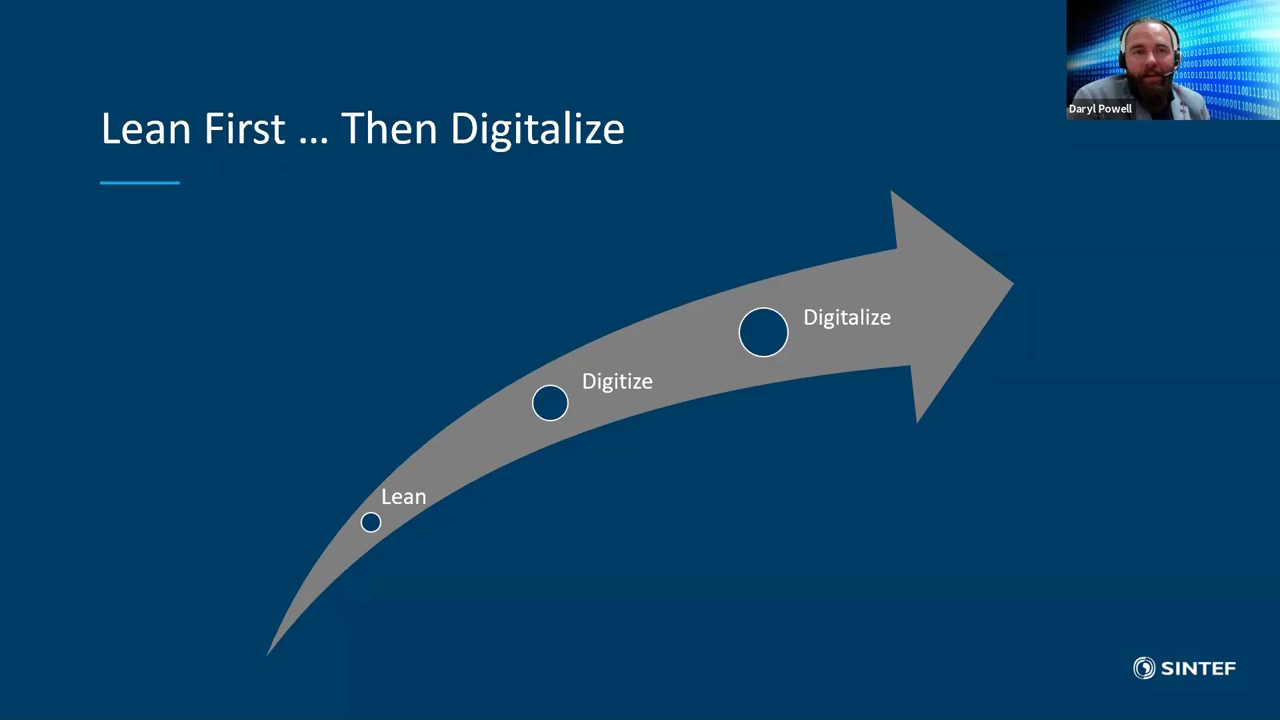 Daryl Powell
Lean First ... Then Digitalize
Digitalize
Digitize
Lean
SINTEF